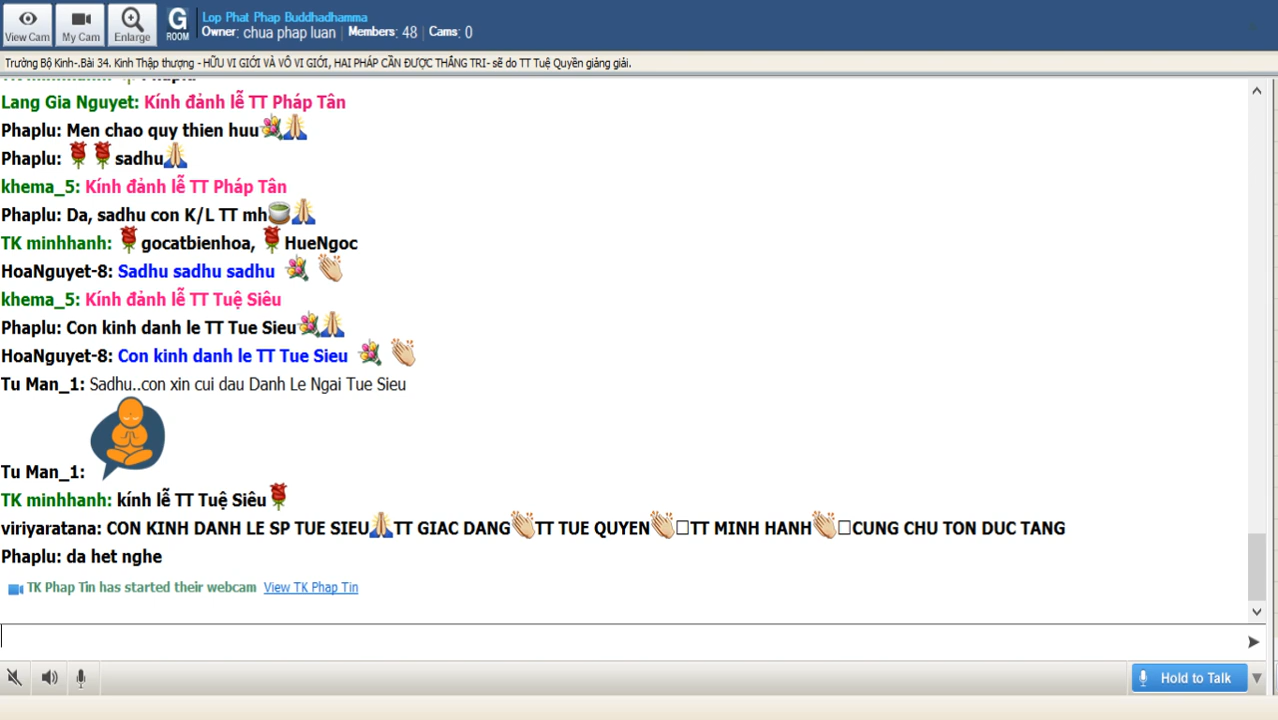 View Cam
My Cam
Enlarge
G
ROOM
Lop Phat Phap Buddhadhamma
Owner: chua phap luan | Members: 48 | Cams: 0
Trường Bộ Kinh-.Bài 34. Kinh Thập thượng - HỮU VI GIỚI VÀ VÔ VI GIỚI, HAI PHÁP CẦN ĐƯỢC THẮNG TRI- sẽ do TT Tuệ Quyền giảng giải.
Lang Gia Nguyet: Kính đảnh lễ TT Pháp Tân
Phaplu: Men chao quy thien huu
Phaplu: sadhu
khema_5: Kính đảnh lễ TT Pháp Tân
Phaplu: Da, sadhu con K/L TT mh
TK minhhanh: gocatbienhoa, HueNgoc
HoaNguyet-8: Sadhu sadhu sadhu
khema_5: Kính đảnh lễ TT Tuệ Siêu
Phaplu: Con kinh danh le TT Tue Sieu
HoaNguyet-8: Con kinh danh le TT Tue Sieu
Tu Man_1: Sadhu..con xin cui dau Danh Le Ngai Tue Sieu
Tu Man_1:
TK minhhanh: kính lễ TT Tuệ Siêu
viriyaratana: CON KINH DANH LE SP TUE SIEU TT GIAC DANG TT TUE QUYEN TT MINH HANH CUNG CHU TON DUC TANG
Phaplu: da het nghe
TK Phap Tin has started their webcam View TK Phap Tin
Hold to Talk